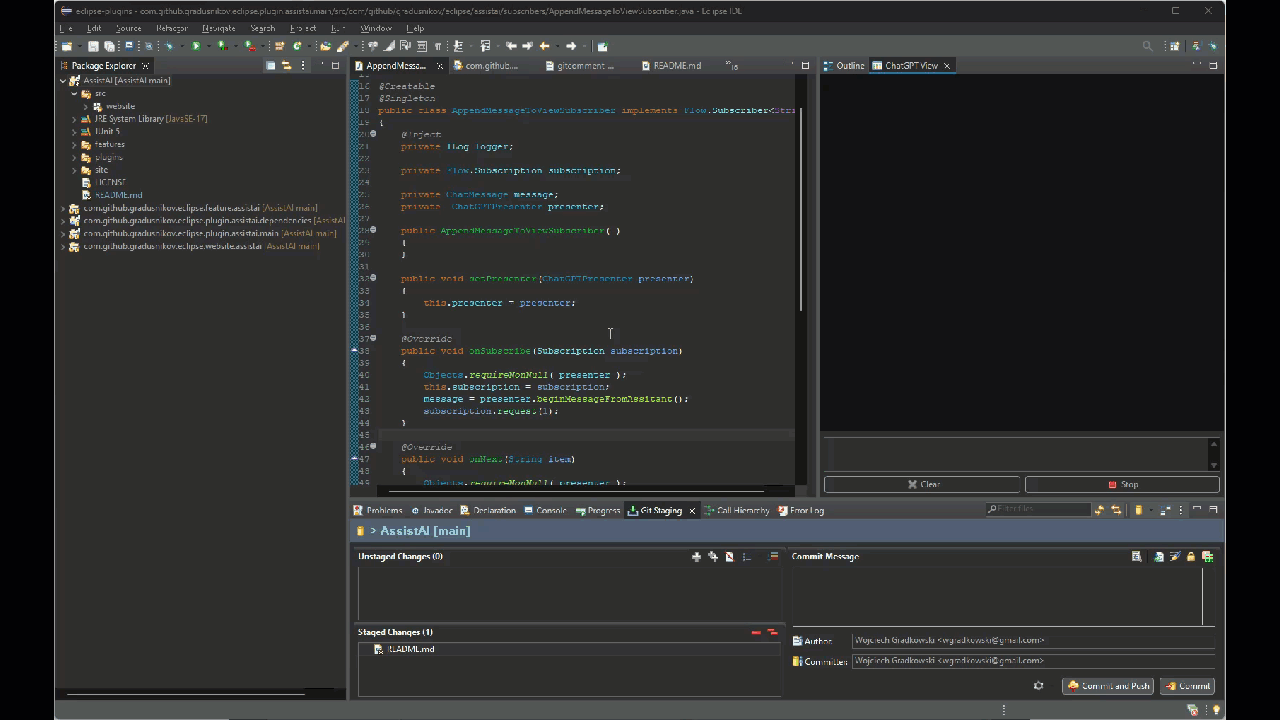 eclipse-plugins - com.github.gradusnikov.eclipse.plugin.assistai.main/src/com/github/gradusnikov/eclipse/assistai/subscribers/AppendMessageToViewSubscriber.java - Eclipse IDE
File Edit Source Refactor Navigate Search Project Run Window Help
Package Explorer
AssistAI [AssistAI main]
src
website
JRE System Library [JavaSE-17]
JUnit 5
features
plugins
site
LICENSE
README.md
com.github.gradusnikov.eclipse.feature.assistai [AssistAI main]
com.github.gradusnikov.eclipse.plugin.assistai.dependencies [AssistAI
com.github.gradusnikov.eclipse.plugin.assistai.main [AssistAI main]
com.github.gradusnikov.eclipse.website.assistai [AssistAI main]
AppendMessa... com.github.... gitcomment-... README.md
16 @Creatable
17 @Singleton
18 public class AppendMessageToViewSubscriber implements Flow.Subscriber<Stri
19 {
20 @Inject
21 private ILog logger;
22
23 private Flow.Subscription subscription;
24
25 private ChatMessage message;
26 private ChatGPTPresenter presenter;
27
28 public AppendMessageToViewSubscriber( )
29 {
30 }
31
32 public void setPresenter(ChatGPTPresenter presenter)
33 {
34 this.presenter = presenter;
35 }
36
37 @Override
38 public void onSubscribe(Subscription subscription)
39 {
40 Objects.requireNonNull( presenter );
41 this.subscription = subscription;
42 message = presenter.beginMessageFromAssitant();
43 subscription.request(1);
44 }
45
46 @Override
47 public void onNext(String item)
48 {
49 Objects.requireNonNull( presenter );
Outline ChatGPT View
Clear Stop
Problems Javadoc Declaration Console Progress Git Staging Call Hierarchy Error Log
Filter files
> AssistAI [main]
Unstaged Changes (0)
Staged Changes (1)
README.md
Commit Message
Author: Wojciech Gradkowski <wgradkowski@gmail.com>
Committer: Wojciech Gradkowski <wgradkowski@gmail.com>
Commit and Push Commit